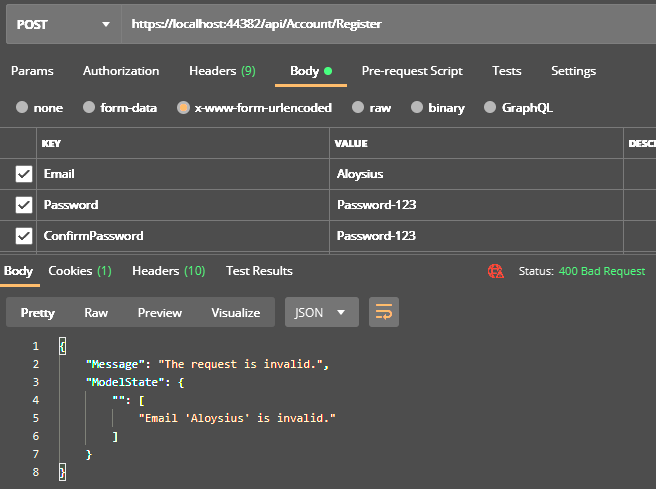 POST https://localhost:44382/api/Account/Register
Params Authorization Headers (9) Body Pre-request Script Tests Settings
none form-data x-www-form-urlencoded raw binary GraphQL
KEY VALUE DESC
Email Aloysius
Password Password-123
ConfirmPassword Password-123
Body Cookies (1) Headers (10) Test Results Status: 400 Bad Request
Pretty Raw Preview Visualize JSON
1 {
2 "Message": "The request is invalid.",
3 "ModelState": {
4 "": [
5 "Email 'Aloysius' is invalid."
6 ]
7 }
8 }